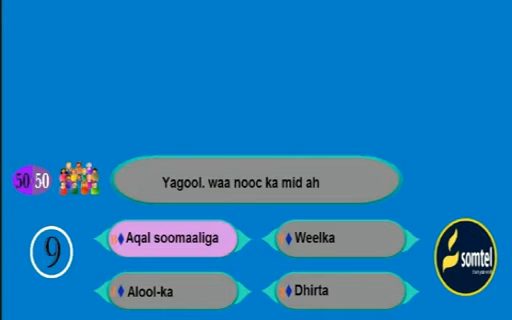 50 50
Yagool. waa nooc ka mid ah
9
Aqal soomaaliga
Weelka
Alool-ka
Dhirta
somtel